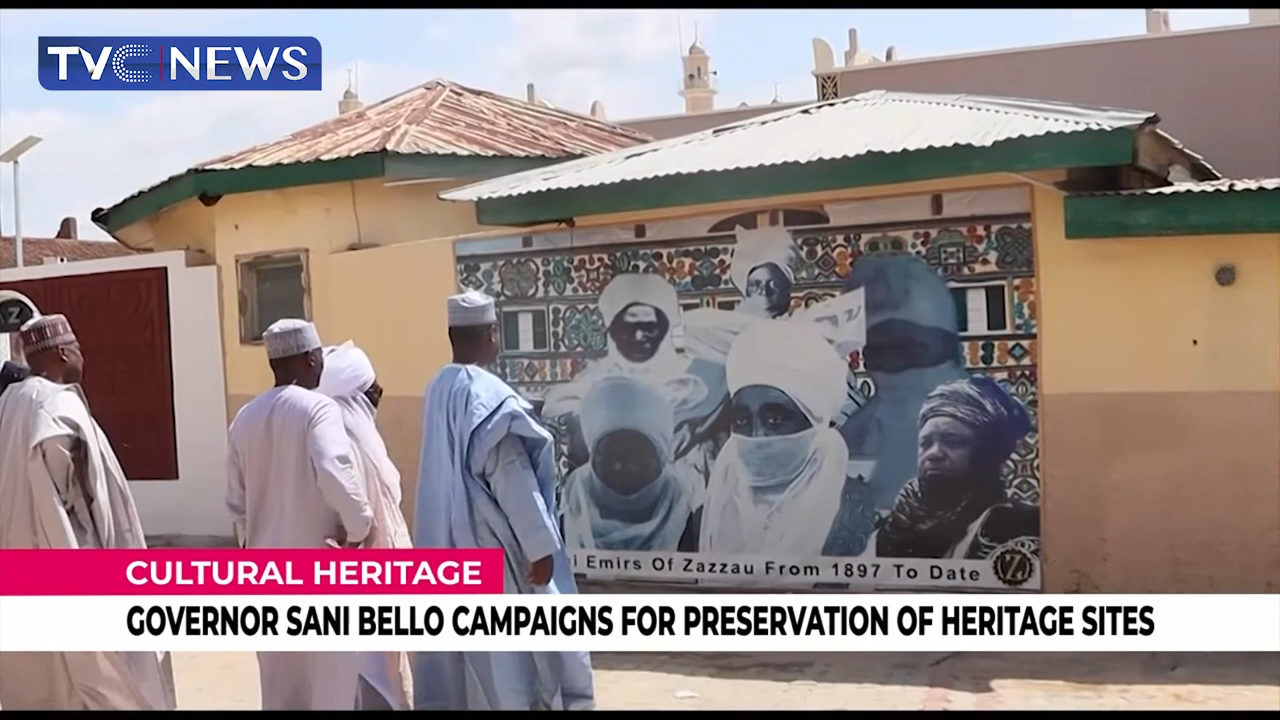 TVC NEWS
i Emirs Of Zazzau From 1897 To Date
CULTURAL HERITAGE
GOVERNOR SANI BELLO CAMPAIGNS FOR PRESERVATION OF HERITAGE SITES